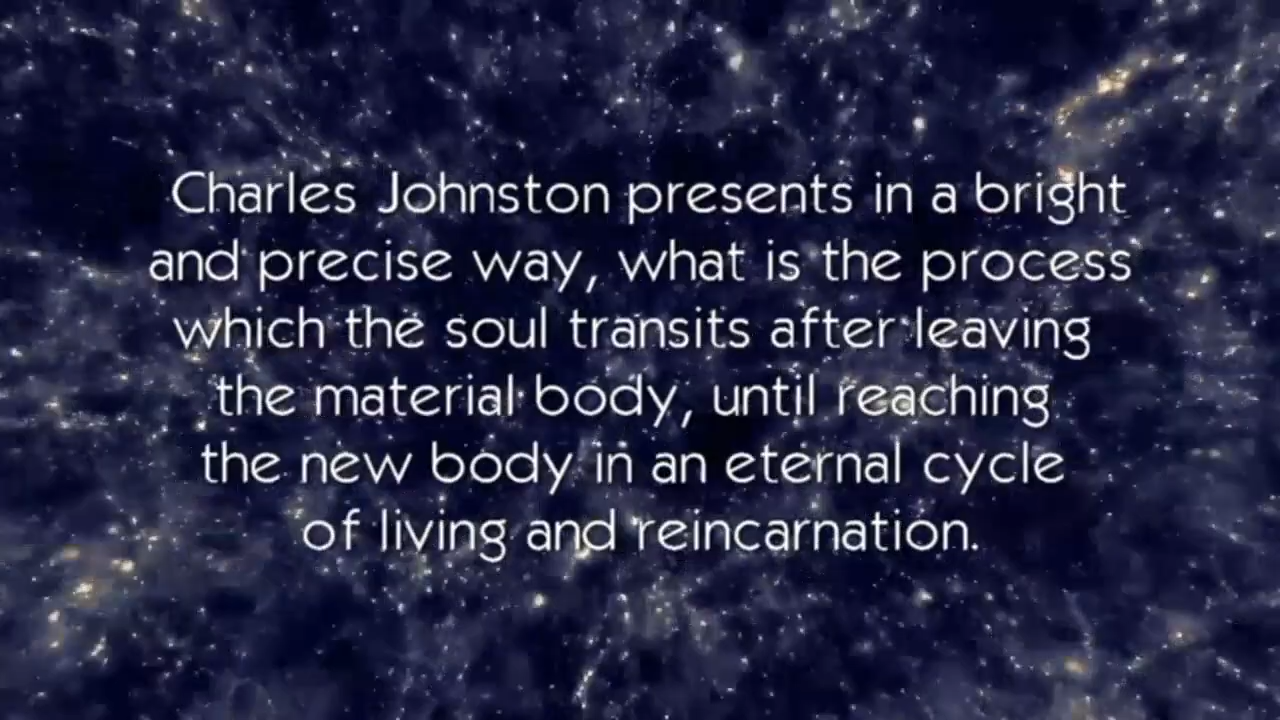 Charles Johnston presents in a bright
and precise way, what is the process
which the soul transits after leaving
the material body, until reaching
the new body in an eternal cycle
of living and reincarnation.